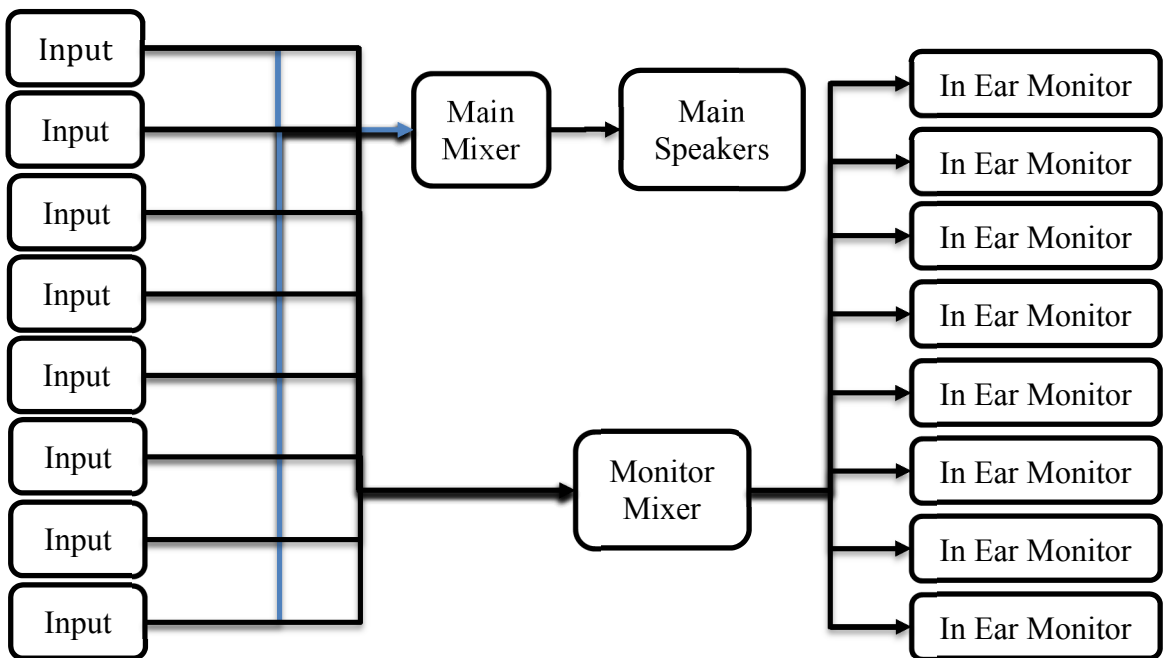 Input
Input
Input
Input
Input
Input
Input
Input
Main
Mixer
Main
Speakers
Monitor
Mixer
In Ear Monitor
In Ear Monitor
In Ear Monitor
In Ear Monitor
In Ear Monitor
In Ear Monitor
In Ear Monitor
In Ear Monitor